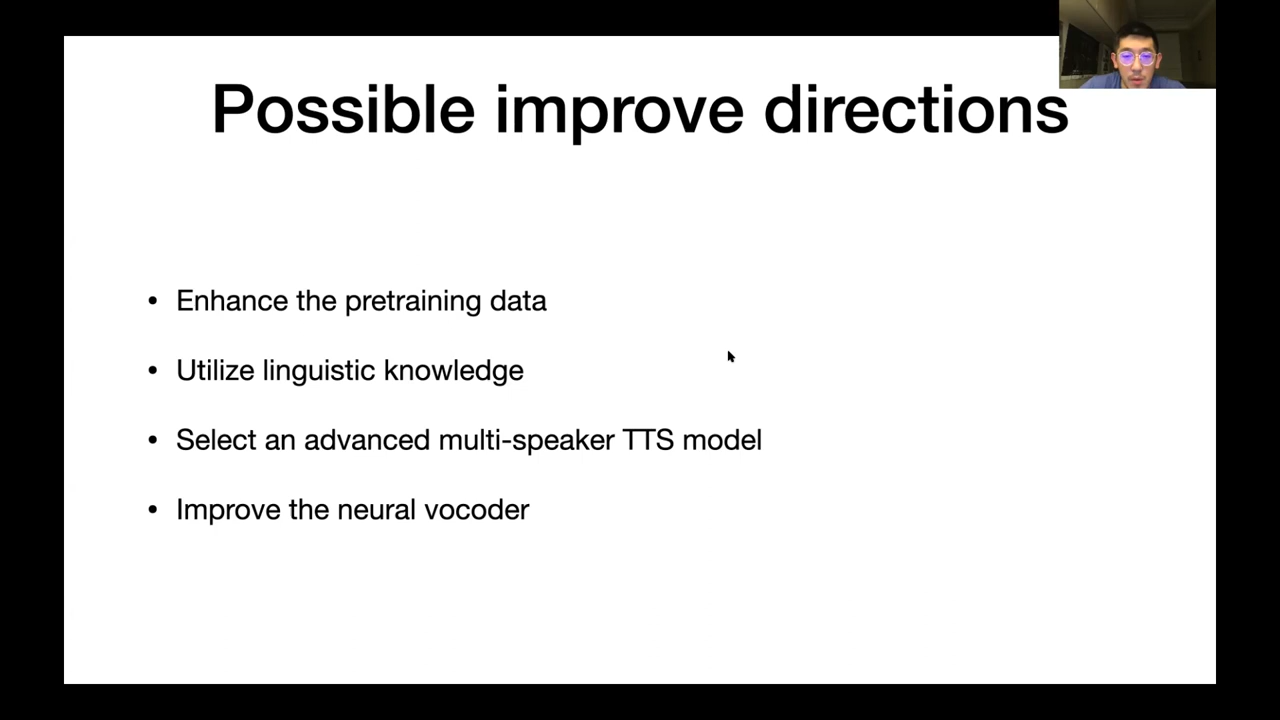 Possible improve directions
• Enhance the pretraining data
• Utilize linguistic knowledge
• Select an advanced multi-speaker TTS model
• Improve the neural vocoder